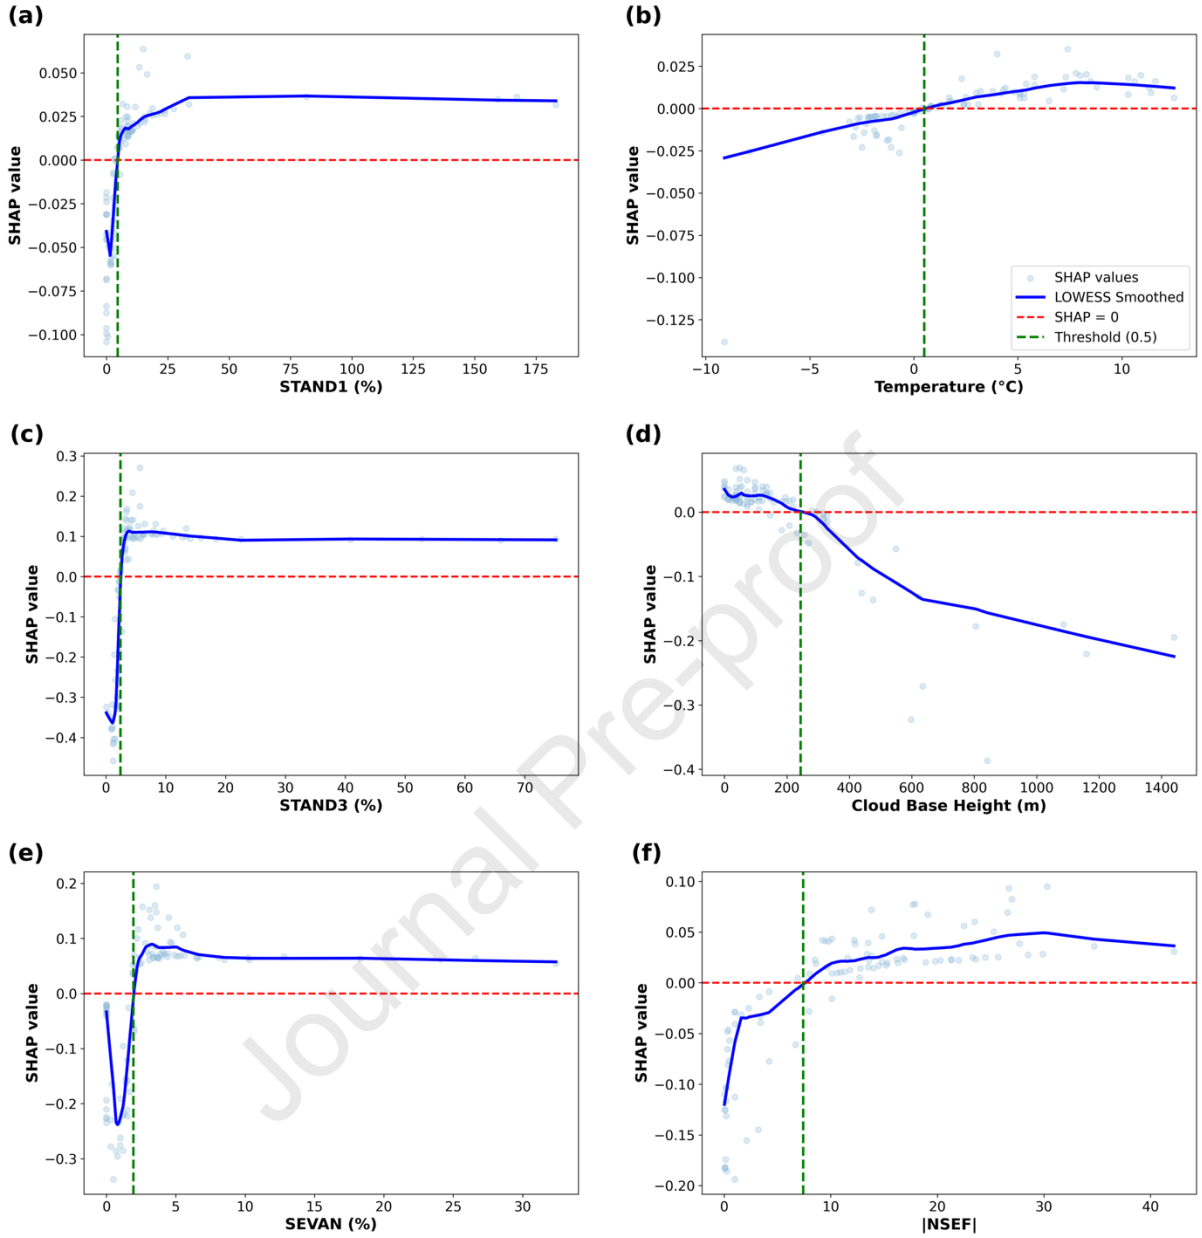 (a)
0.050
0.025
0.000
−0.025
−0.050
−0.075
−0.100
SHAP value
0 25 50 75 100 125 150 175
STAND1 (%)
(b)
0.025
0.000
−0.025
−0.050
−0.075
−0.100
−0.125
SHAP value
SHAP values
LOWESS Smoothed
SHAP = 0
Threshold (0.5)
−10 −5 0 5 10
Temperature (°C)
(c)
0.3
0.2
0.1
0.0
−0.1
−0.2
−0.3
−0.4
SHAP value
0 10 20 30 40 50 60 70
STAND3 (%)
(d)
0.0
−0.1
−0.2
−0.3
−0.4
SHAP value
0 200 400 600 800 1000 1200 1400
Cloud Base Height (m)
(e)
0.2
0.1
0.0
−0.1
−0.2
−0.3
SHAP value
0 5 10 15 20 25 30
SEVAN (%)
(f)
0.10
0.05
0.00
−0.05
−0.10
−0.15
−0.20
SHAP value
0 10 20 30 40
|NSEF|
Journal Pre-proof